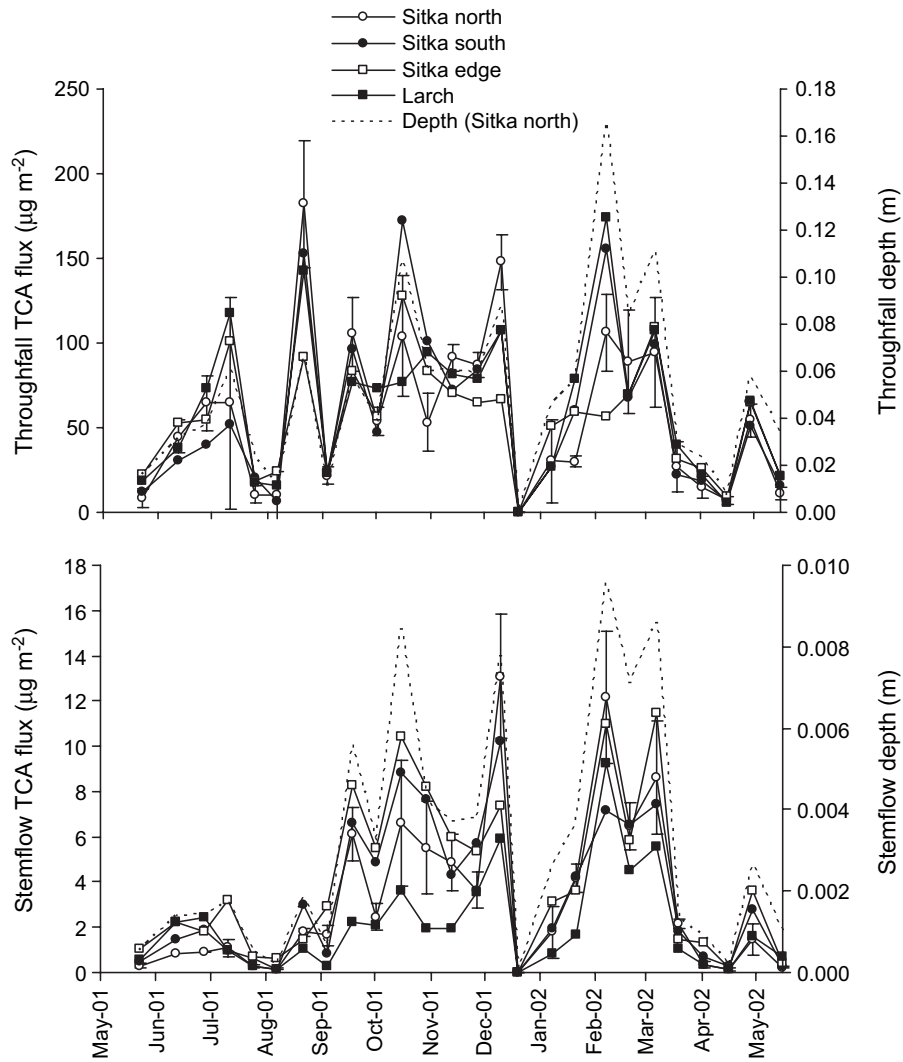 Sitka north
Sitka south
Sitka edge
Larch
Depth (Sitka north)
Throughfall TCA flux (µg m⁻²)
250
200
150
100
50
0
0.18
0.16
0.14
0.12
0.10
0.08
0.06
0.04
0.02
0.00
Throughfall depth (m)
Stemflow TCA flux (µg m⁻²)
18
16
14
12
10
8
6
4
2
0
0.010
0.008
0.006
0.004
0.002
0.000
Stemflow depth (m)
May-01
Jun-01
Jul-01
Aug-01
Sep-01
Oct-01
Nov-01
Dec-01
Jan-02
Feb-02
Mar-02
Apr-02
May-02